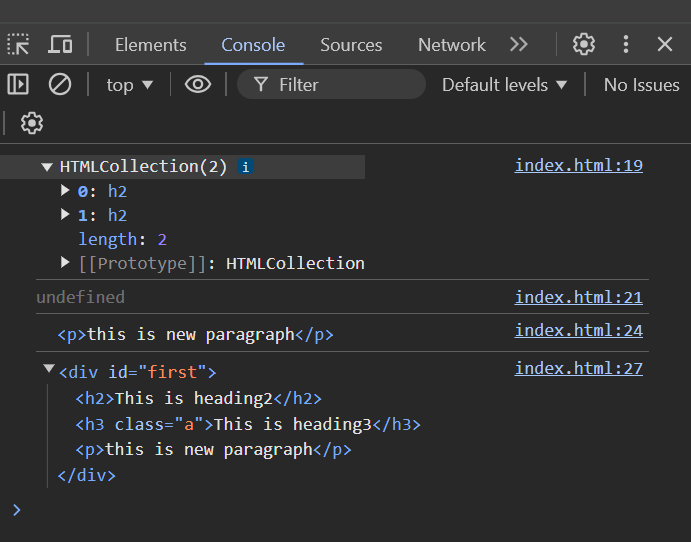 Elements Console Sources Network
top Filter Default levels No Issues
HTMLCollection(2) i index.html:19
0: h2
1: h2
length: 2
[[Prototype]]: HTMLCollection
undefined index.html:21
<p>this is new paragraph</p> index.html:24
<div id="first"> index.html:27
<h2>This is heading2</h2>
<h3 class="a">This is heading3</h3>
<p>this is new paragraph</p>
</div>